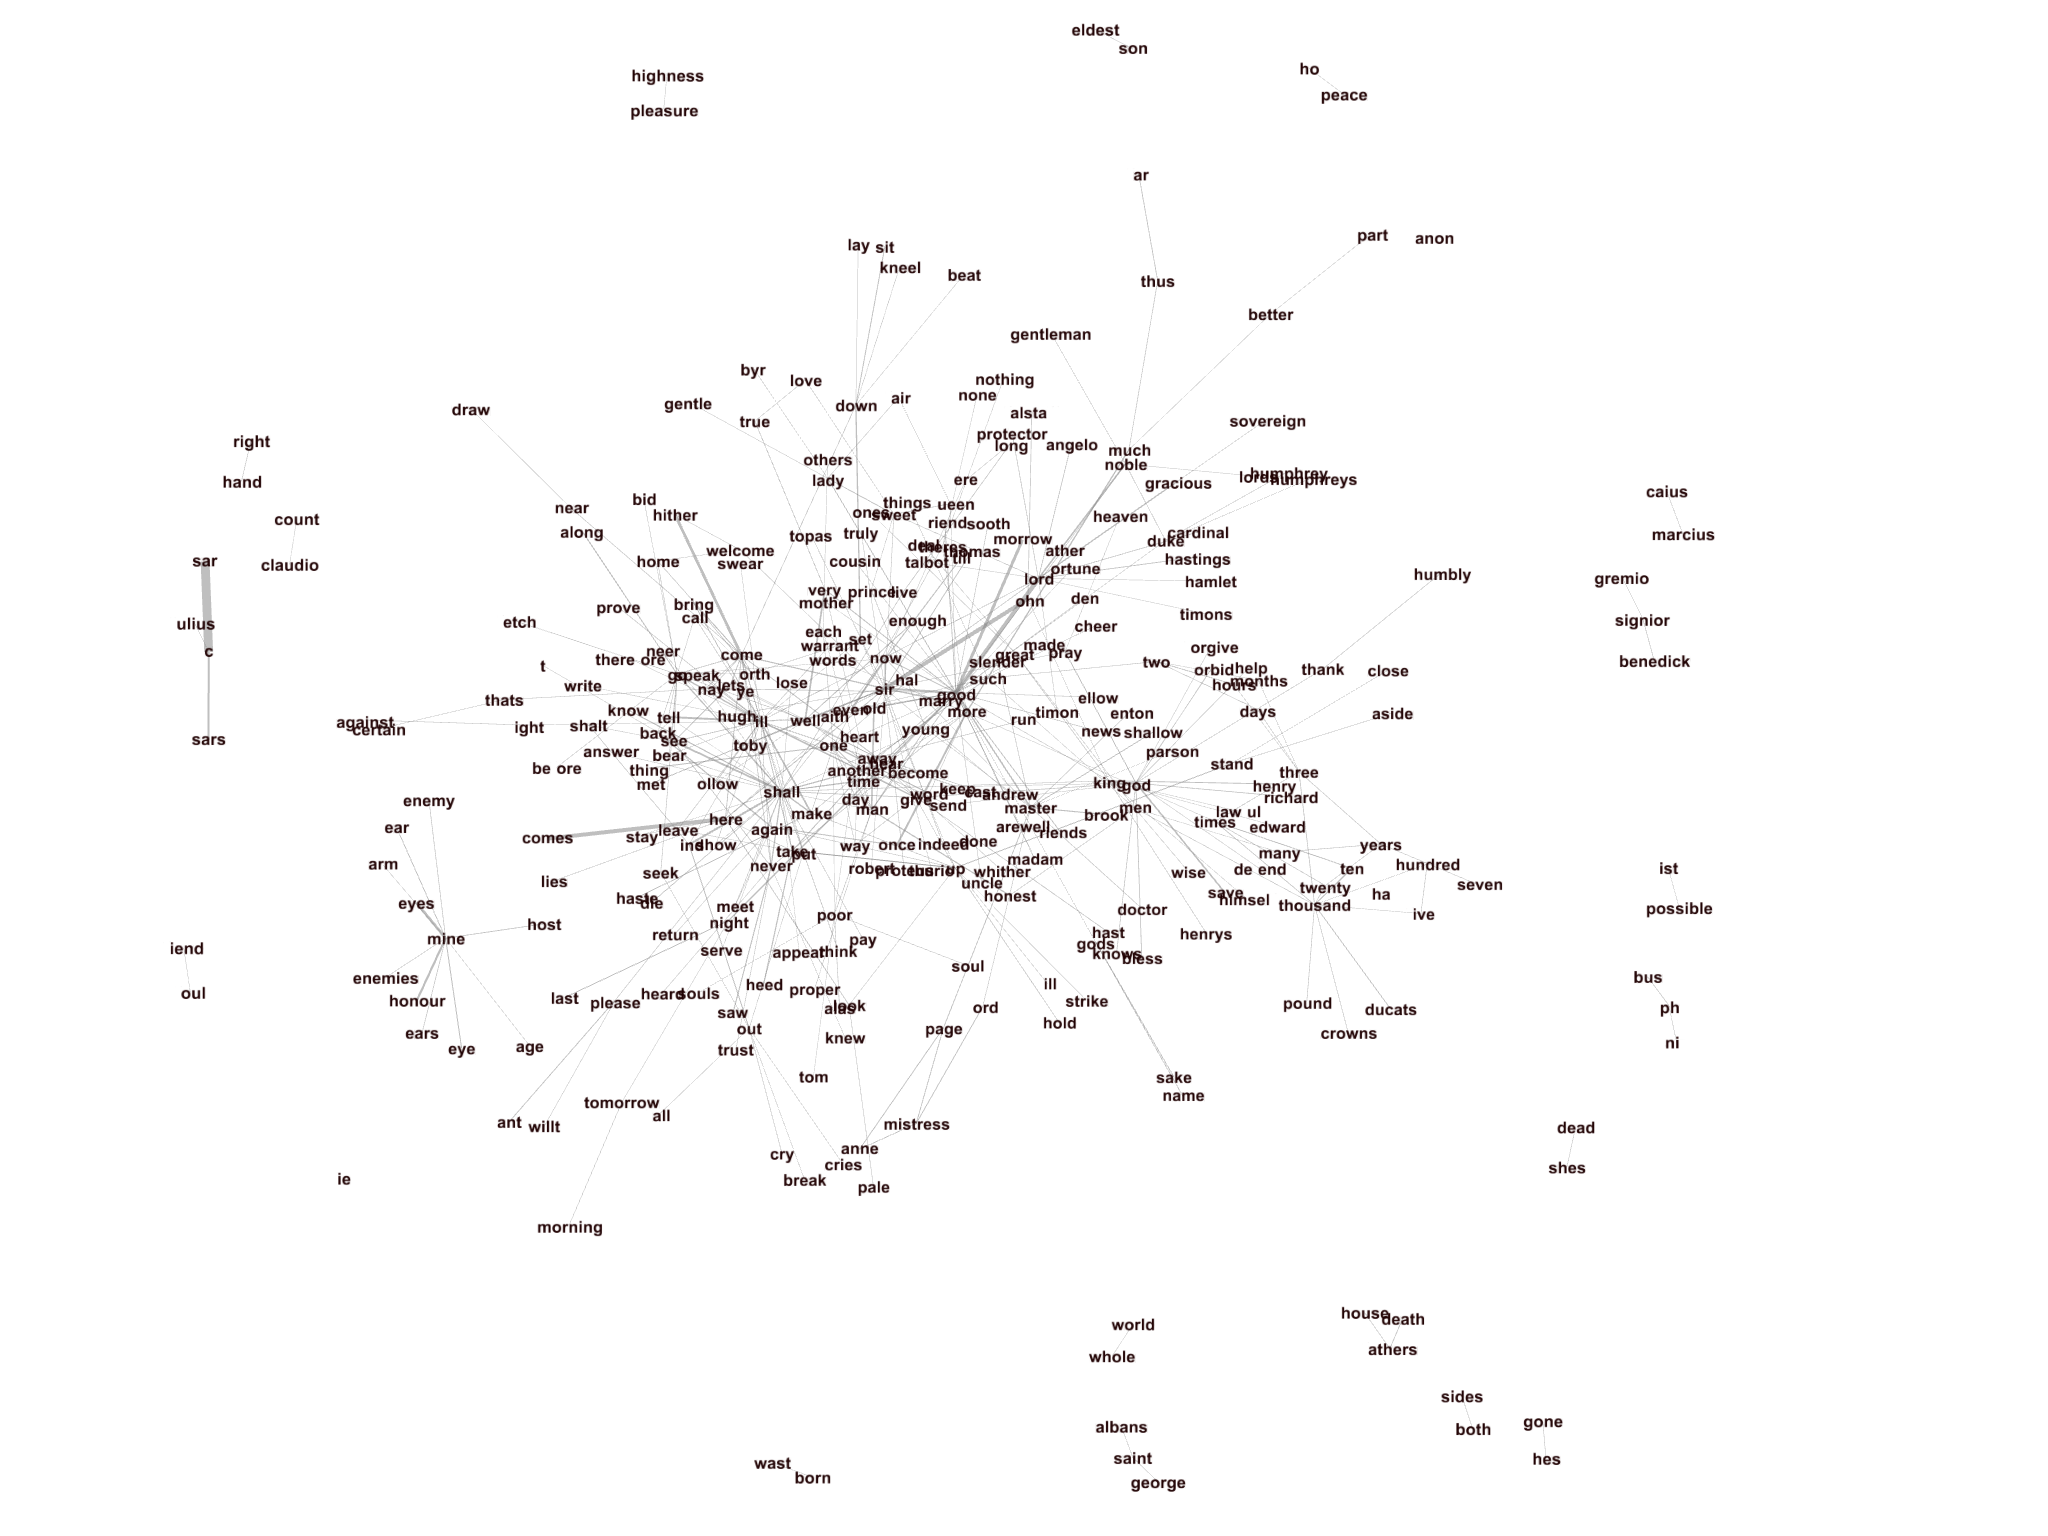 eldest
son
ho
highness
peace
pleasure
ar
part
anon
lay
sit
kneel
beat
thus
better
gentleman
byr
love
nothing
none
air
gentle
down
draw
alsta
true
sovereign
protector
right
long
angelo
much
others
noble
humphrey
lords
humphreys
lady
ere
hand
gracious
caius
bid
things
ueen
near
hither
ones
sweet
heaven
count
riend
sooth
along
truly
cardinal
marcius
topas
morrow
duke
welcome
theres
thomas
ather
sar
home
swear
cousin
talbot
till
hastings
claudio
ortune
humbly
lord
gremio
hamlet
very
prince
live
mother
ohn
den
bring
prove
timons
call
etch
enough
signior
ulius
each
cheer
set
warrant
made
orgive
c
neer
pray
there ore
come
words
now
great
slender
two
benedick
t
go
speak
orth
hal
such
orbid
help
thank
close
write
nay
lets
ye
lose
sir
good
hours
months
thats
marry
ellow
know
tell
hugh
ill
well
aith
even
old
more
timon
enton
days
aside
against
certain
ight
shalt
back
run
young
news
shallow
sars
see
toby
one
heart
answer
bear
parson
be ore
thing
away
hear
stand
another
become
three
met
ollow
time
king
god
henry
shall
keep
east
word
andrew
richard
enemy
day
give
send
man
make
master
men
brook
law ul
times
edward
ear
here
again
arewell
riends
comes
stay
leave
ins
show
way
once
indeed
done
many
years
arm
take
put
never
madam
hundred
robert
proteus
thurio
up
whither
wise
de end
ten
ist
lies
seek
uncle
twenty
seven
eyes
haste
die
honest
save
himsel
ha
thousand
possible
host
meet
poor
doctor
ive
mine
return
night
hast
henrys
iend
serve
appear
think
pay
gods
knows
bless
enemies
soul
bus
oul
honour
last
please
heard
souls
heed
proper
ill
strike
pound
ducats
saw
alas
look
ord
ph
ears
out
page
hold
crowns
eye
age
trust
knew
ni
tom
sake
name
tomorrow
all
ant
willt
mistress
dead
cry
anne
cries
shes
ie
break
pale
morning
house
death
world
athers
whole
sides
both
gone
albans
saint
hes
wast
born
george